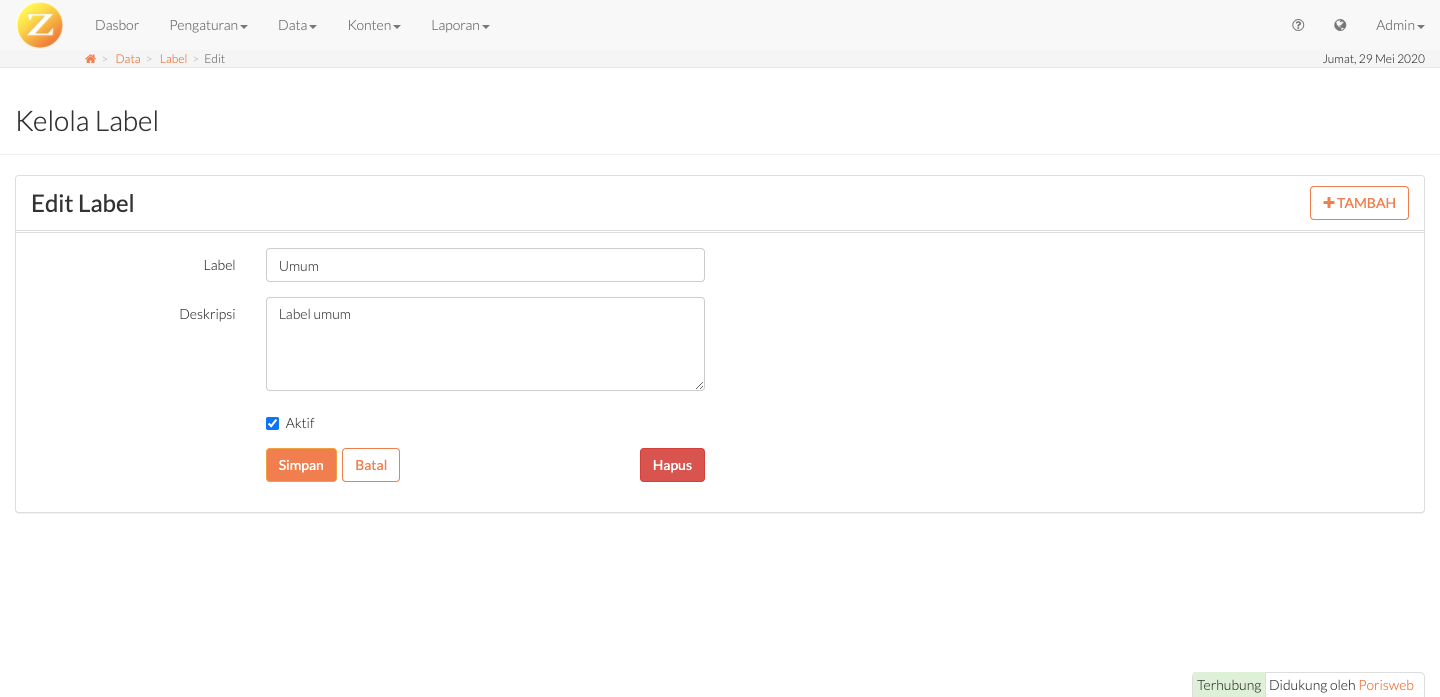 Z Dasbor Pengaturan Data Konten Laporan Admin
> Data > Label > Edit Jumat, 29 Mei 2020
Kelola Label
Edit Label TAMBAH
Label Umum
Deskripsi Label umum
Aktif
Simpan Batal Hapus
Terhubung Didukung oleh Porisweb